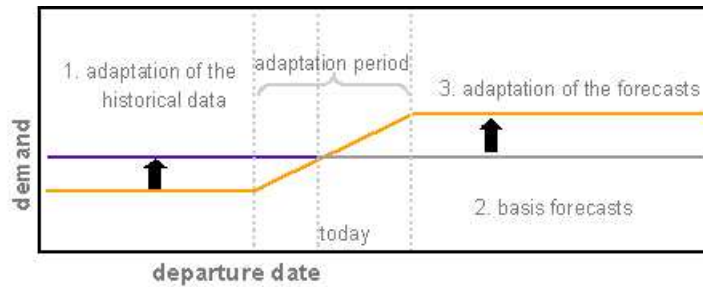 1. adaptation of the
historical data
adaptation period
3. adaptation of the forecasts
demand
2. basis forecasts
today
departure date